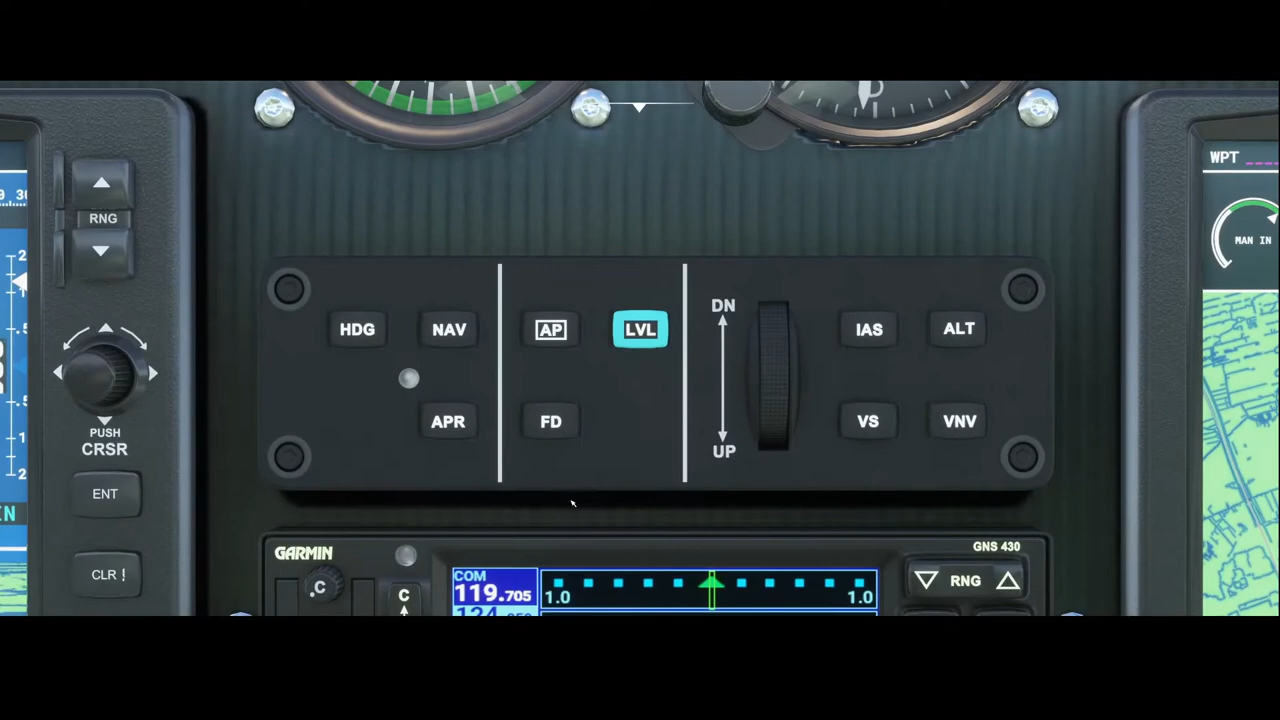 RNG
PUSH
CRSR
ENT
CLR !
HDG
NAV
APR
AP
LVL
FD
DN
UP
IAS
ALT
VS
VNV
GARMIN
GNS 430
C
C
COM
119.705
1.0
1.0
RNG
WPT
MAN IN